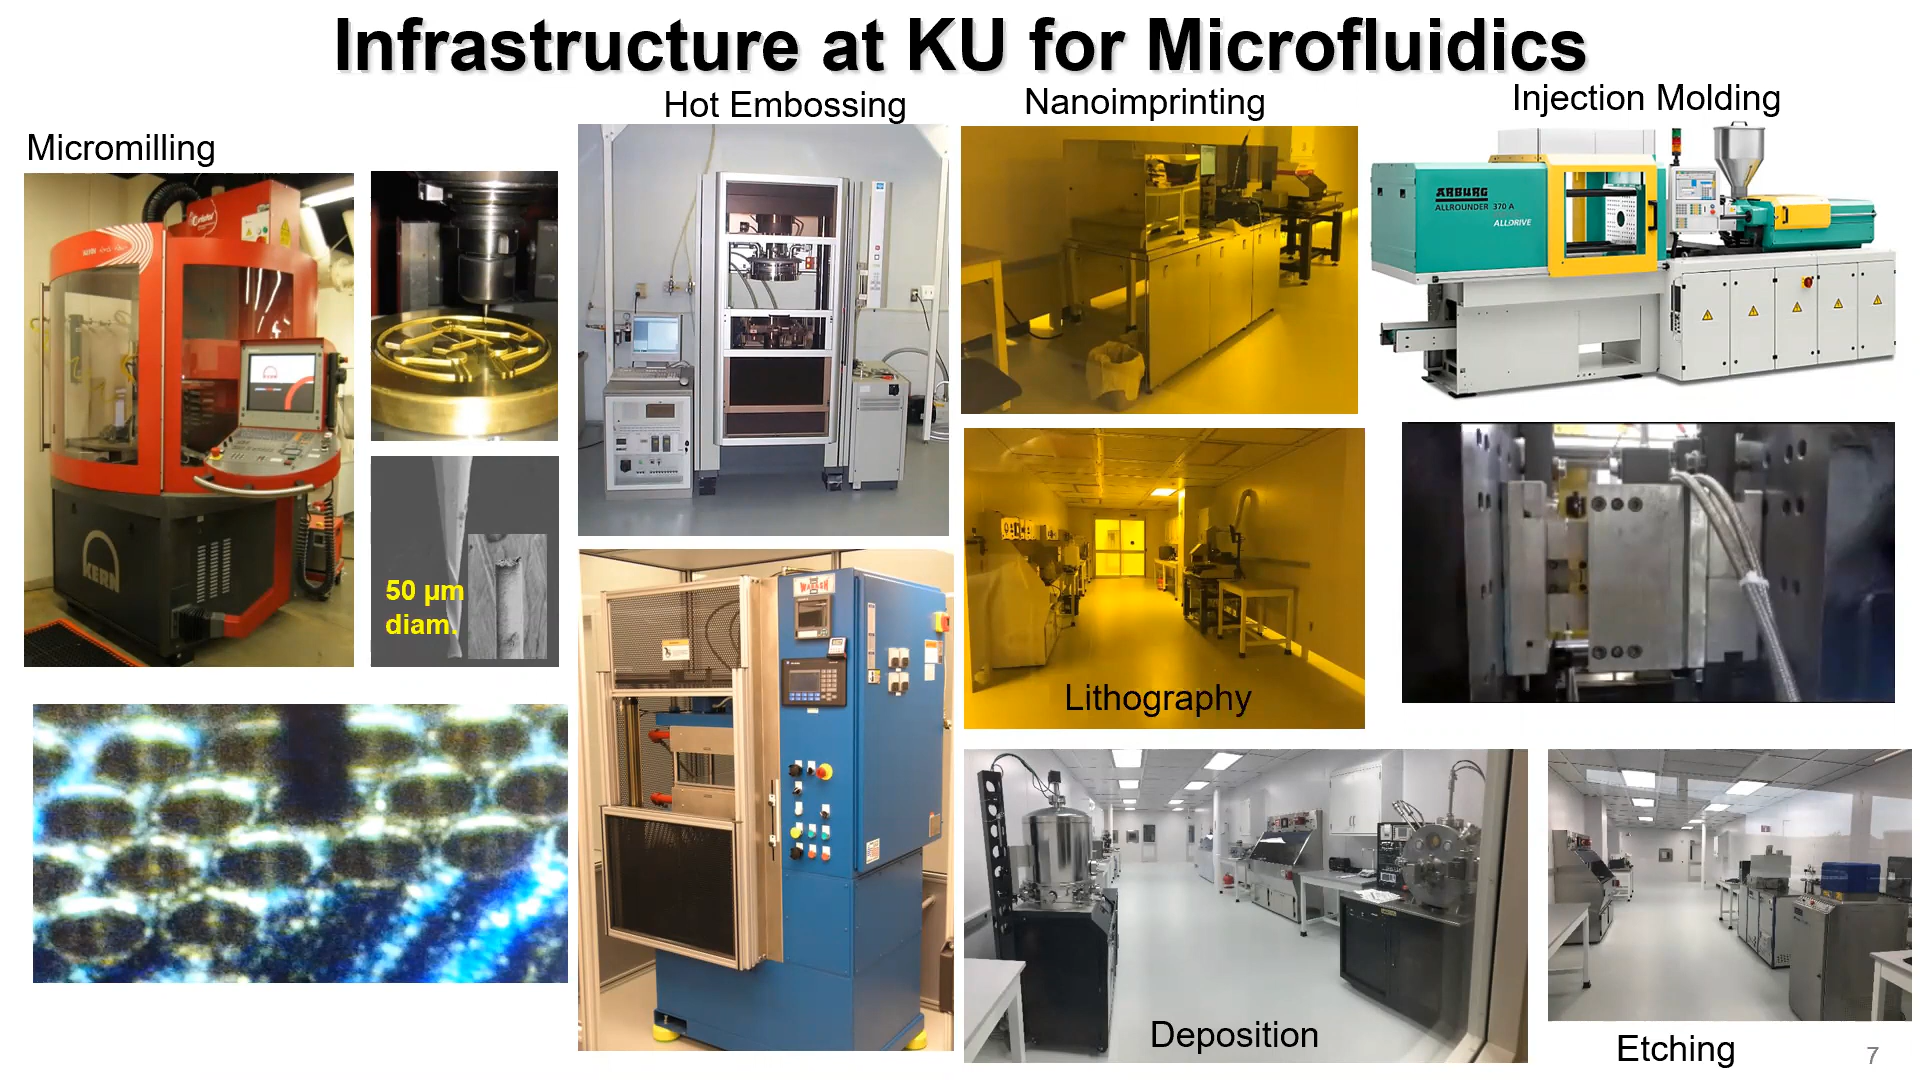 Infrastructure at KU for Microfluidics
Hot Embossing
Nanoimprinting
Injection Molding
Micromilling
ARBURG
ALLROUNDER 370 A
ALLDRIVE
KERN
50 µm
diam.
WABASH
Lithography
Deposition
Etching
7